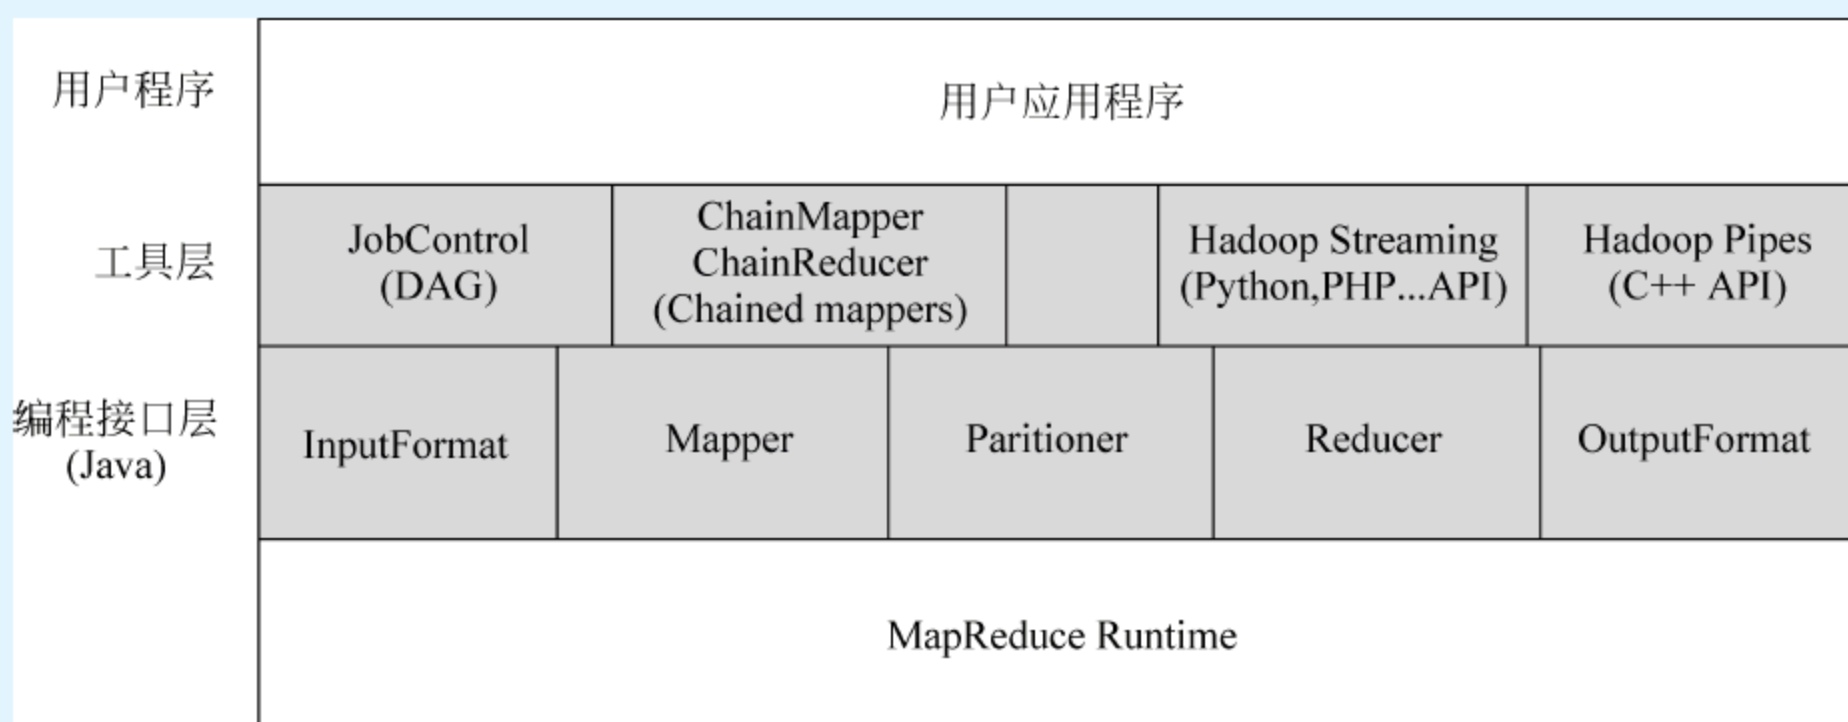 用户程序
用户应用程序
工具层
JobControl
(DAG)
ChainMapper
ChainReducer
(Chained mappers)
Hadoop Streaming
(Python,PHP...API)
Hadoop Pipes
(C++ API)
编程接口层
(Java)
InputFormat
Mapper
Paritioner
Reducer
OutputFormat
MapReduce Runtime